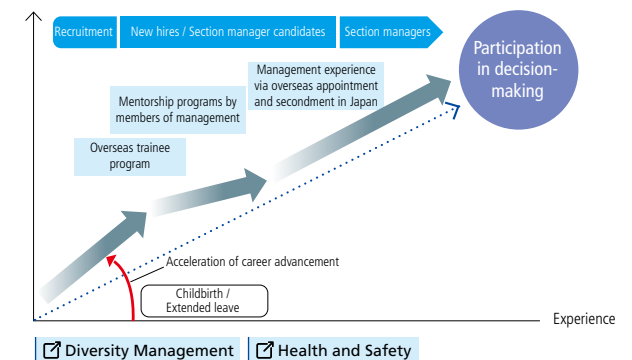 Recruitment
New hires / Section manager candidates
Section managers
Participation
in decision-
making
Management experience
via overseas appointment
and secondment in Japan
Mentorship programs by
members of management
Overseas trainee
program
Acceleration of career advancement
Childbirth /
Extended leave
Experience
Diversity Management
Health and Safety